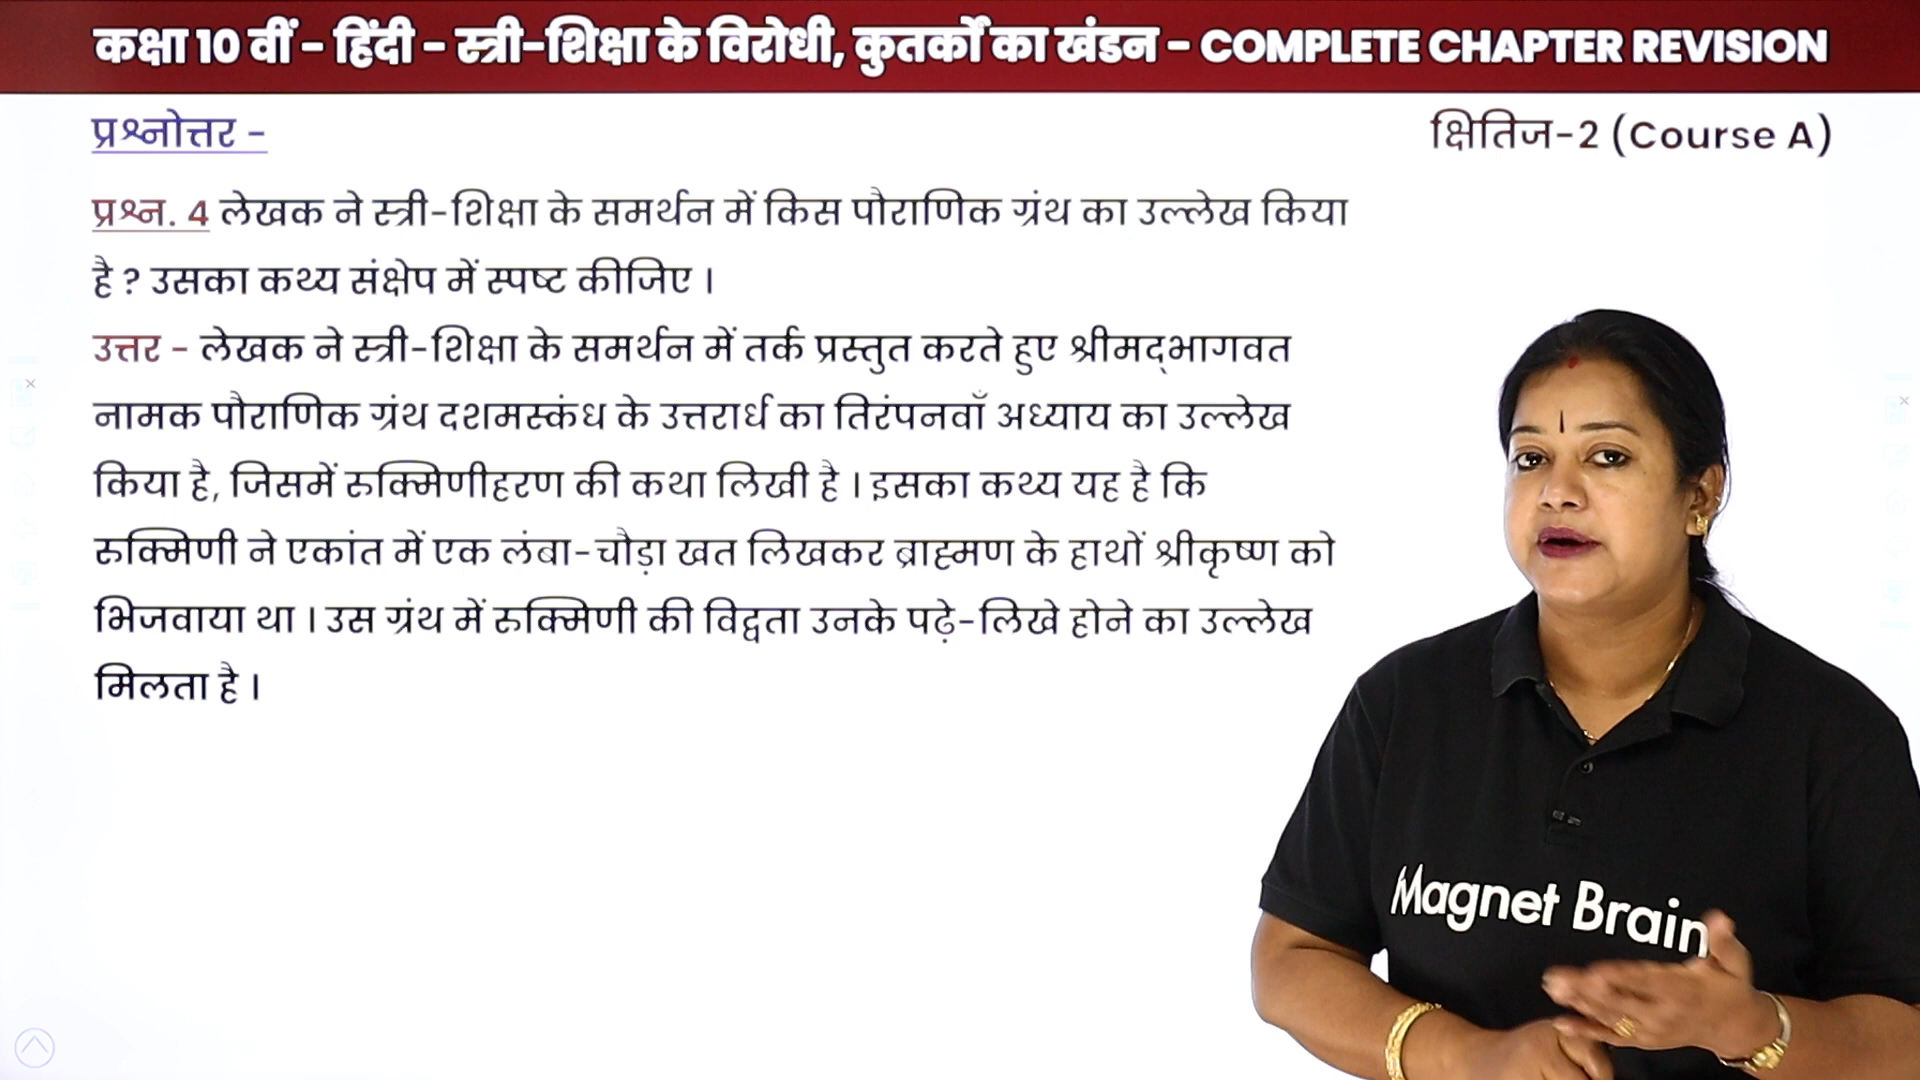 कक्षा 10 वीं - हिंदी - स्त्री-शिक्षा के विरोधी, कुतर्कों का खंडन - COMPLETE CHAPTER REVISION
प्रश्नोत्तर -
क्षितिज-2 (Course A)
प्रश्न. 4 लेखक ने स्त्री-शिक्षा के समर्थन में किस पौराणिक ग्रंथ का उल्लेख किया
है ? उसका कथ्य संक्षेप में स्पष्ट कीजिए ।
उत्तर - लेखक ने स्त्री-शिक्षा के समर्थन में तर्क प्रस्तुत करते हुए श्रीमद्भागवत
नामक पौराणिक ग्रंथ दशमस्कंध के उत्तरार्ध का तिरंपनवाँ अध्याय का उल्लेख
किया है, जिसमें रुक्मिणीहरण की कथा लिखी है । इसका कथ्य यह है कि
रुक्मिणी ने एकांत में एक लंबा-चौड़ा खत लिखकर ब्राह्मण के हाथों श्रीकृष्ण को
भिजवाया था । उस ग्रंथ में रुक्मिणी की विद्वता उनके पढ़े-लिखे होने का उल्लेख
मिलता है ।
Magnet Brain